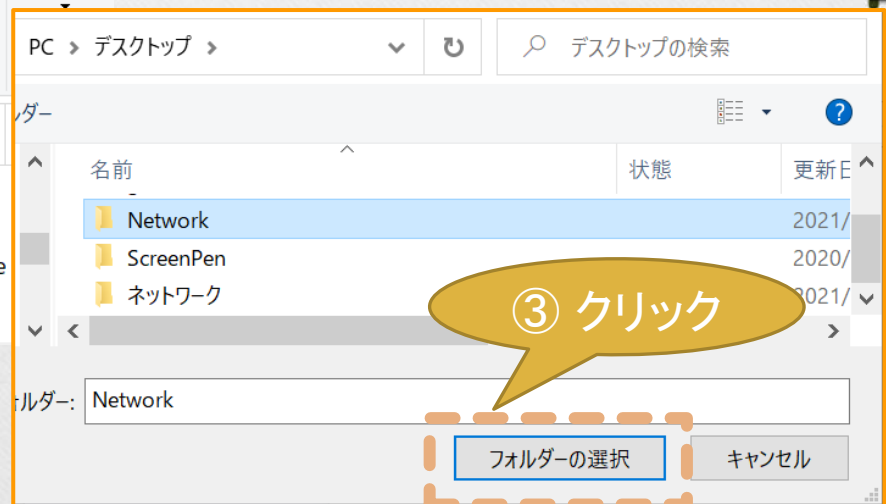 PC > デスクトップ >
デスクトップの検索
ルダー
名前 状態 更新日
Network 2021/
ScreenPen 2020/
ネットワーク 2021/
③ クリック
ルダー: Network
フォルダーの選択 キャンセル